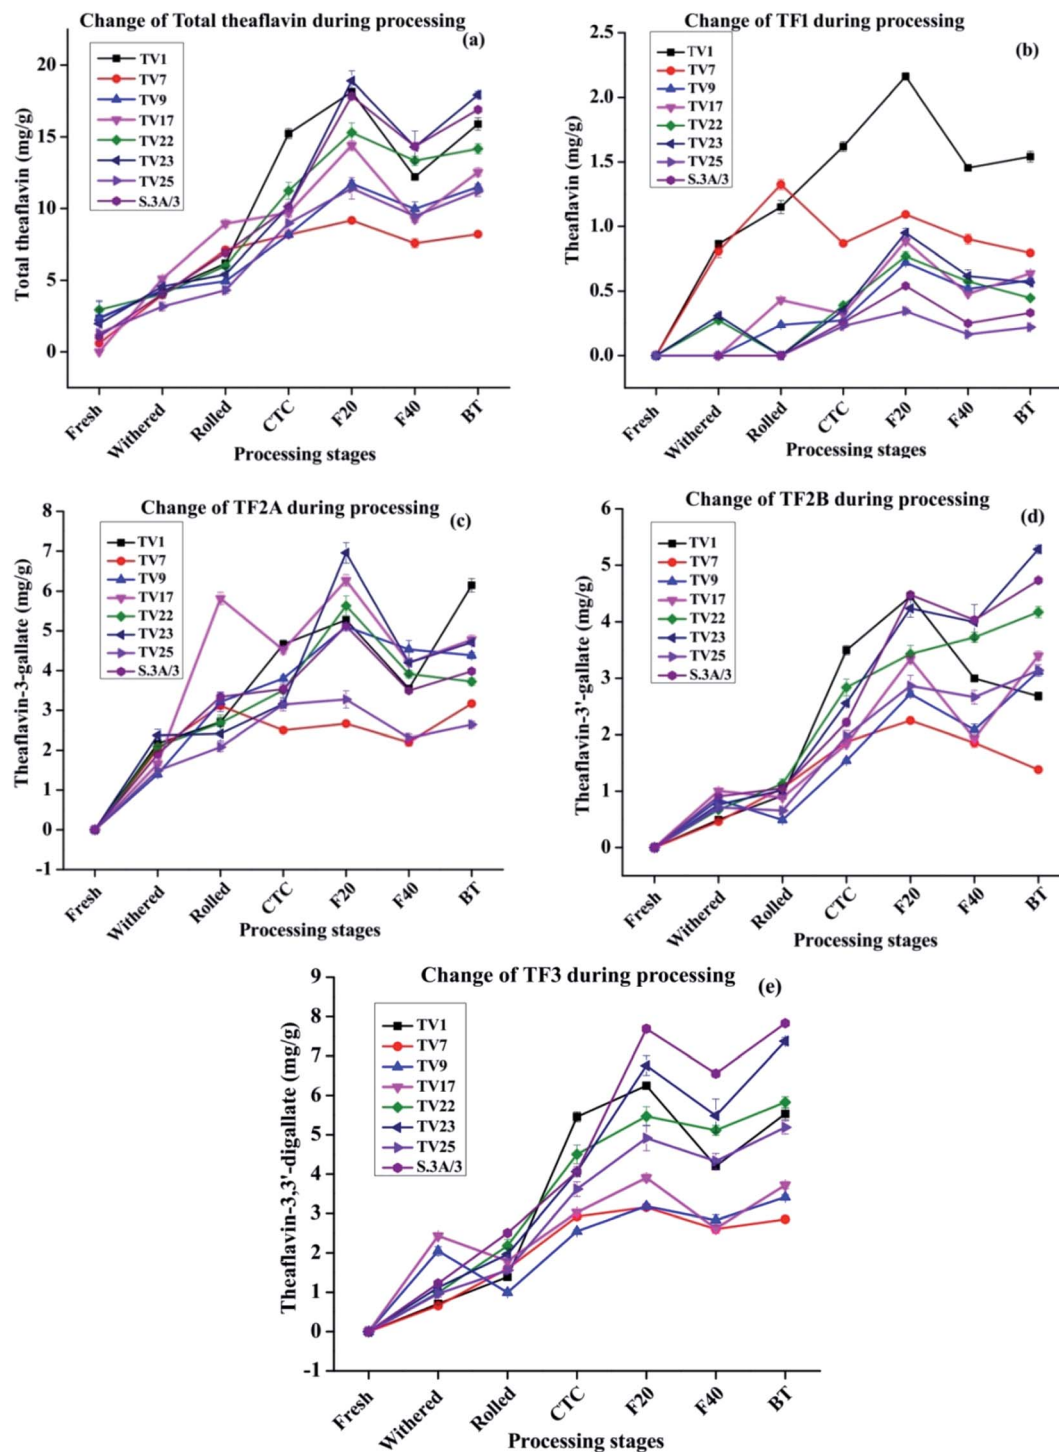 Change of Total theaflavin during processing
(a)
Total theaflavin (mg/g)
20
15
10
5
0
TV1
TV7
TV9
TV17
TV22
TV23
TV25
S.3A/3
Fresh
Withered
Rolled
CTC
F20
F40
BT
Processing stages
Change of TF1 during processing
(b)
Theaflavin (mg/g)
2.5
2.0
1.5
1.0
0.5
0.0
TV1
TV7
TV9
TV17
TV22
TV23
TV25
S.3A/3
Fresh
Withered
Rolled
CTC
F20
F40
BT
Processing stages
Change of TF2A during processing
(c)
Theaflavin-3-gallate (mg/g)
8
7
6
5
4
3
2
1
0
-1
TV1
TV7
TV9
TV17
TV22
TV23
TV25
S.3A/3
Fresh
Withered
Rolled
CTC
F20
F40
BT
Processing stages
Change of TF2B during processing
(d)
Theaflavin-3'-gallate (mg/g)
6
5
4
3
2
1
0
TV1
TV7
TV9
TV17
TV22
TV23
TV25
S.3A/3
Fresh
Withered
Rolled
CTC
F20
F40
BT
Processing stages
Change of TF3 during processing
(e)
Theaflavin-3,3'-digallate (mg/g)
9
8
7
6
5
4
3
2
1
0
-1
TV1
TV7
TV9
TV17
TV22
TV23
TV25
S.3A/3
Fresh
Withered
Rolled
CTC
F20
F40
BT
Processing stages